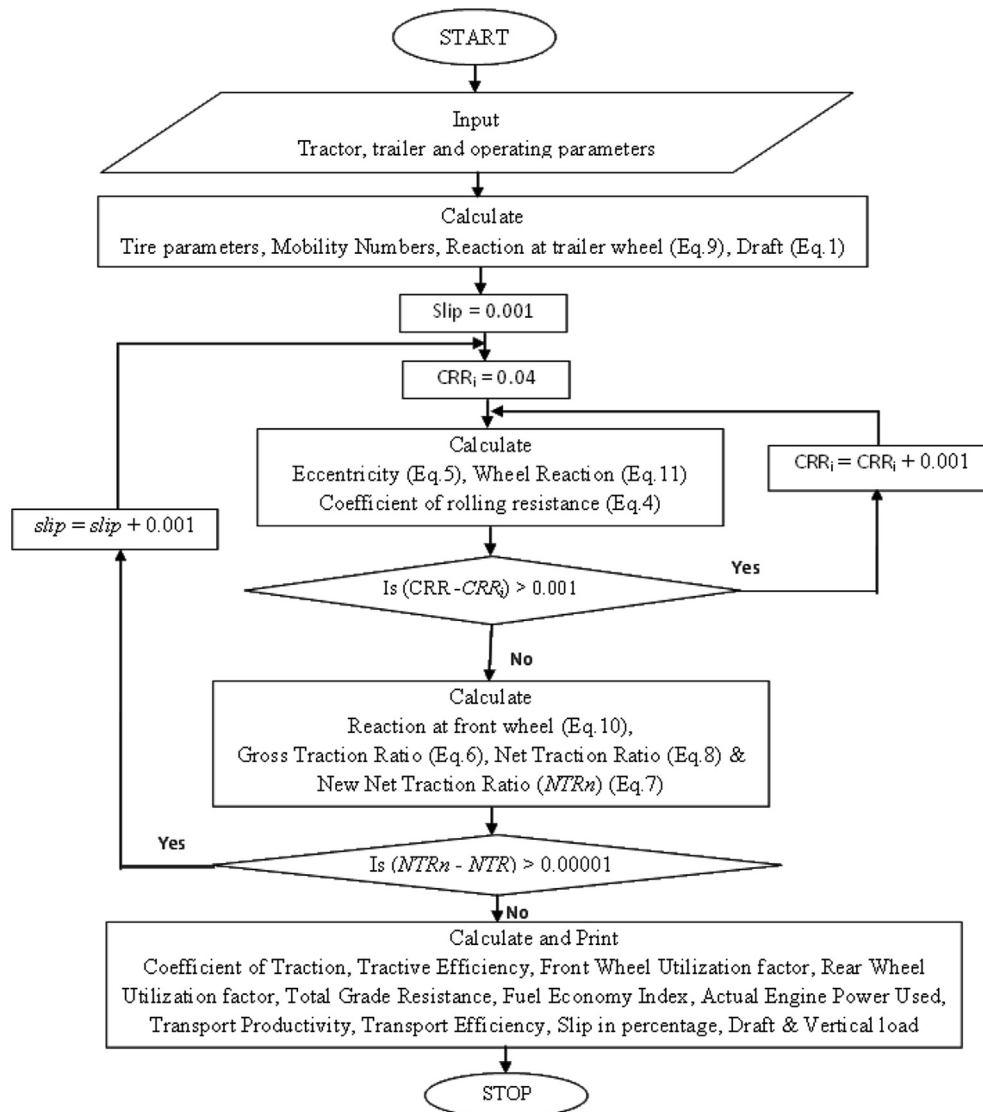 START
Input
Tractor, trailer and operating parameters
Calculate
Tire parameters, Mobility Numbers, Reaction at trailer wheel (Eq.9), Draft (Eq.1)
Slip = 0.001
CRRi = 0.04
Calculate
Eccentricity (Eq.5), Wheel Reaction (Eq.11)
Coefficient of rolling resistance (Eq.4)
CRRi = CRRi + 0.001
slip = slip + 0.001
Is (CRR -CRRi) > 0.001
Yes
No
Calculate
Reaction at front wheel (Eq.10),
Gross Traction Ratio (Eq.6), Net Traction Ratio (Eq.8) &
New Net Traction Ratio (NTRn) (Eq.7)
Yes
Is (NTRn - NTR) > 0.00001
No
Calculate and Print
Coefficient of Traction, Tractive Efficiency, Front Wheel Utilization factor, Rear Wheel
Utilization factor, Total Grade Resistance, Fuel Economy Index, Actual Engine Power Used,
Transport Productivity, Transport Efficiency, Slip in percentage, Draft & Vertical load
STOP